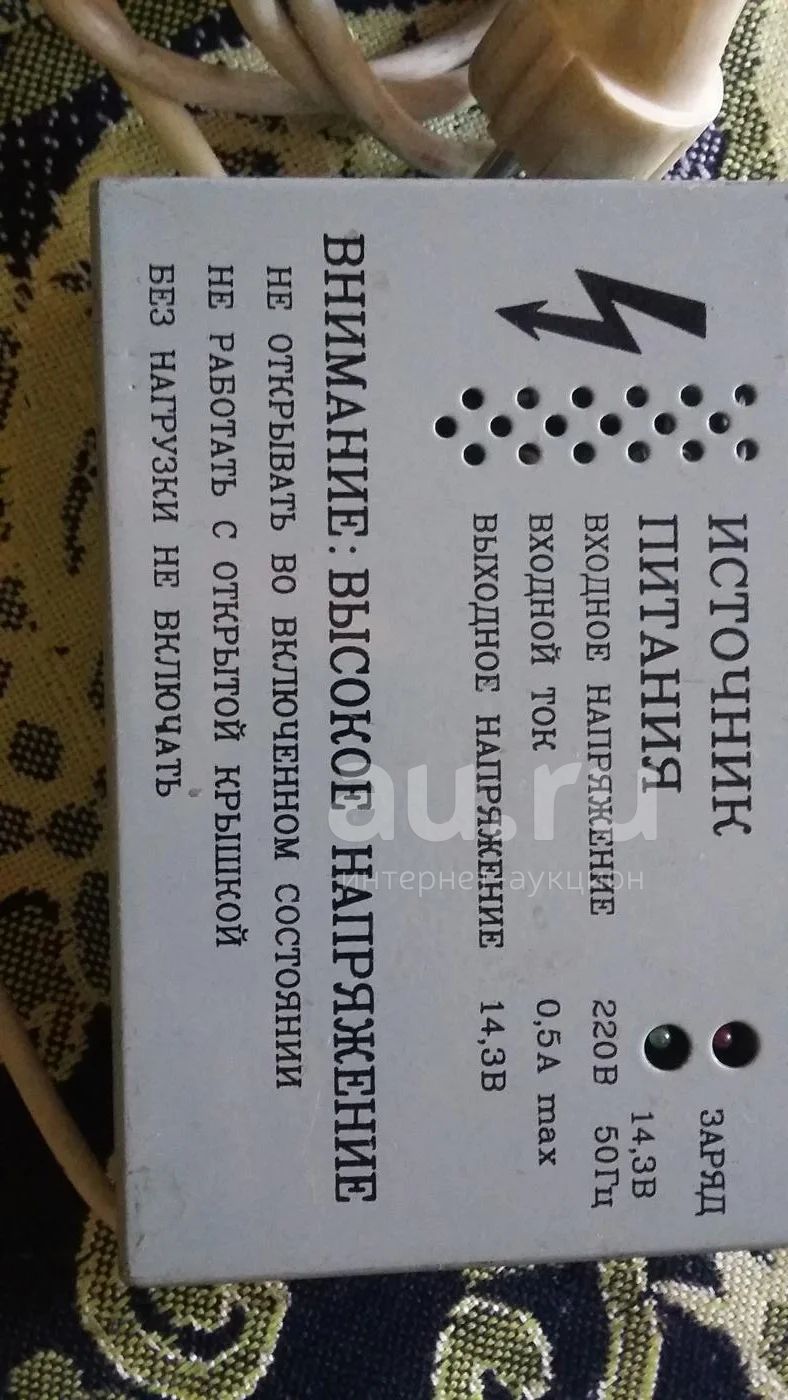 ИСТОЧНИК
ПИТАНИЯ
ЗАРЯД
14,3В
ВХОДНОЕ НАПРЯЖЕНИЕ 220В 50Гц
ВХОДНОЙ ТОК 0,5А max
ВЫХОДНОЕ НАПРЯЖЕНИЕ 14,3В
ВНИМАНИЕ: ВЫСОКОЕ НАПРЯЖЕНИЕ
НЕ ОТКРЫВАТЬ ВО ВКЛЮЧЕННОМ СОСТОЯНИИ
НЕ РАБОТАТЬ С ОТКРЫТОЙ КРЫШКОЙ
БЕЗ НАГРУЗКИ НЕ ВКЛЮЧАТЬ
au.ru
интернет-аукцион